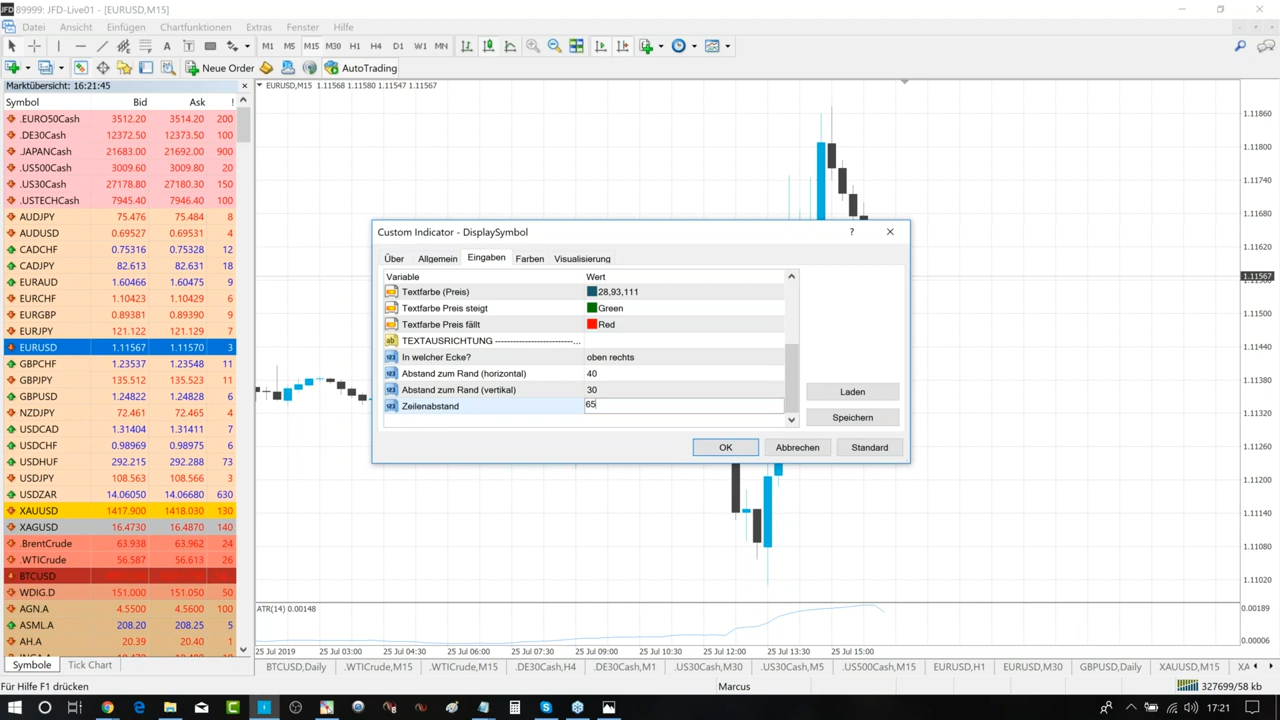 89999: JFD-Live01 - [EURUSD,M15]
Datei Ansicht Einfügen Chartfunktionen Extras Fenster Hilfe
M1 M5 M15 M30 H1 H4 D1 W1 MN
New Order AutoTrading
Marktübersicht: 16:21:45
Symbol Bid Ask !
.EURO50Cash 3512.20 3514.20 200
.DE30Cash 12372.50 12373.50 100
.JAPANCash 21683.00 21692.00 900
.US500Cash 3009.60 3009.80 20
.US30Cash 27178.80 27180.30 150
.USTECHCash 7945.40 7946.40 100
AUDJPY 75.476 75.484 8
AUDUSD 0.69527 0.69531 4
CADCHF 0.75316 0.75328 12
CADJPY 82.613 82.631 18
EURAUD 1.60466 1.60475 9
EURCHF 1.10423 1.10429 6
EURGBP 0.89381 0.89390 9
EURJPY 121.122 121.129 7
EURUSD 1.11567 1.11570 3
GBPCHF 1.23537 1.23548 11
GBPJPY 135.512 135.523 11
GBPUSD 1.24822 1.24828 6
NZDJPY 72.461 72.465 4
USDCAD 1.31404 1.31411 7
USDCHF 0.98969 0.98975 6
USDHUF 292.215 292.288 73
USDJPY 108.563 108.566 3
USDZAR 14.06050 14.06680 630
XAUUSD 1417.900 1418.030 130
XAGUSD 16.4730 16.4870 140
.BrentCrude 63.938 63.962 24
.WTICrude 56.587 56.613 26
BTCUSD
WDIG.D 151.000 151.050 50
AGN.A 4.5500 4.5600 100
ASML.A 208.20 208.25 5
AH.A 20.39 20.40 1
Symbole Tick Chart
EURUSD,M15 1.11568 1.11580 1.11547 1.11567
1.11860
1.11800
1.11740
1.11680
1.11620
1.11567
1.11500
1.11440
1.11380
1.11320
1.11260
1.11200
1.11140
1.11080
1.11020
Custom Indicator - DisplaySymbol ?
Über Allgemein Eingaben Farben Visualisierung
Variable Wert
Textfarbe (Preis) 28,93,111
Textfarbe Preis steigt Green
Textfarbe Preis fällt Red
ab TEXTAUSRICHTUNG -------------------------...
123 In welcher Ecke? oben rechts
123 Abstand zum Rand (horizontal) 40
123 Abstand zum Rand (vertikal) 30
123 Zeilenabstand 65
Laden
Speichern
OK Abbrechen Standard
ATR(14) 0.00148
0.00189
0.00006
25 Jul 2019 25 Jul 03:00 25 Jul 04:30 25 Jul 06:00 25 Jul 07:30 25 Jul 09:00 25 Jul 10:30 25 Jul 12:00 25 Jul 13:30 25 Jul 15:00
BTCUSD,Daily .WTICrude,M15 .WTICrude,M15 .DE30Cash,H4 .DE30Cash,M1 .US30Cash,M30 .US30Cash,M5 .US500Cash,M15 EURUSD,H1 EURUSD,M30 GBPUSD,Daily XAUUSD,M15 XA
Für Hilfe F1 drücken Marcus 327699/58 kb
17:21